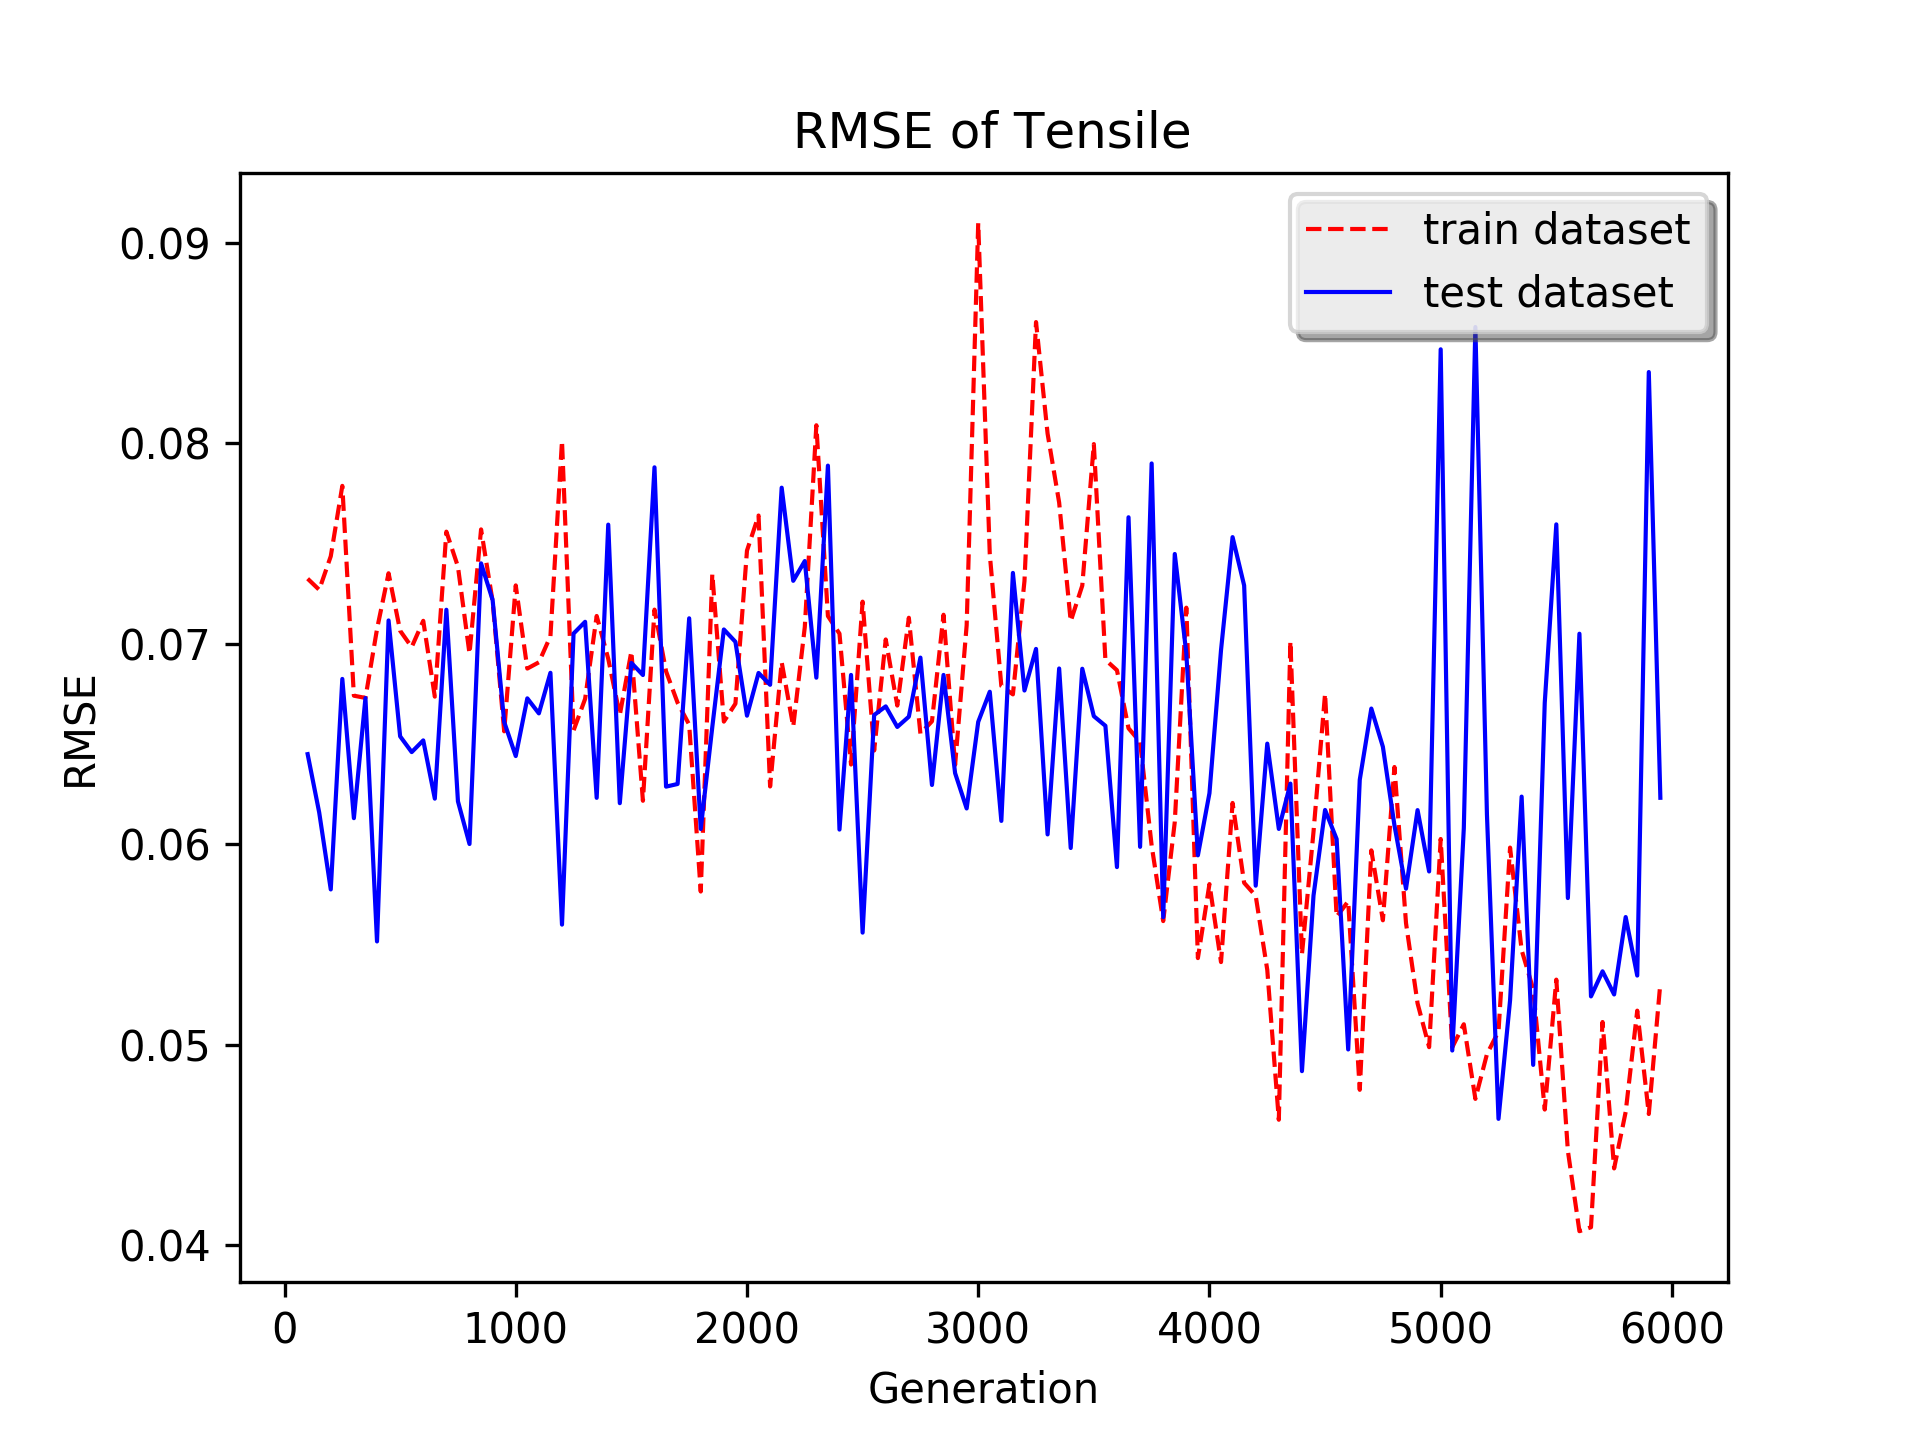 RMSE of Tensile
train dataset
test dataset
0.09
0.08
0.07
0.06
0.05
0.04
RMSE
0 1000 2000 3000 4000 5000 6000
Generation